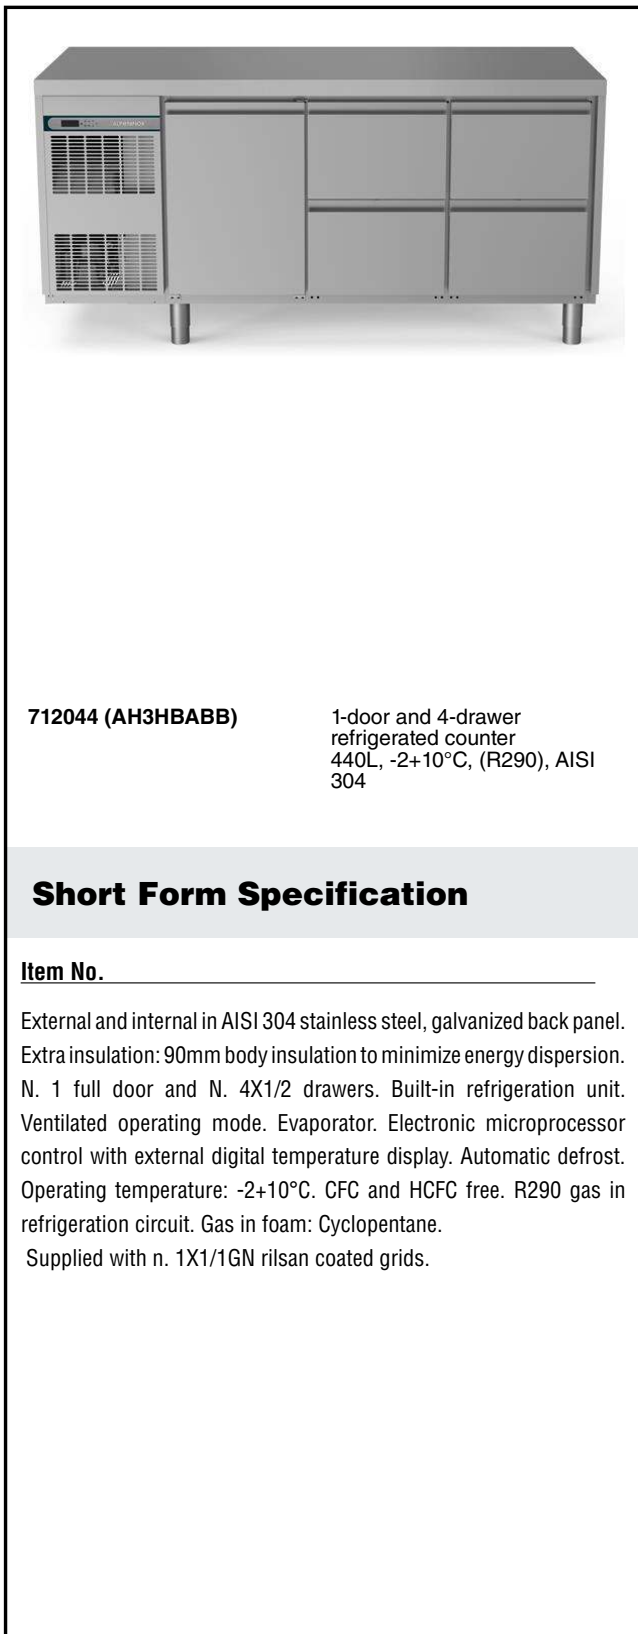 712044 (AH3HBABB)
1-door and 4-drawer
refrigerated counter
440L, -2+10°C, (R290), AISI
304
Short Form Specification
Item No.
External and internal in AISI 304 stainless steel, galvanized back panel.
Extra insulation: 90mm body insulation to minimize energy dispersion.
N. 1 full door and N. 4X1/2 drawers. Built-in refrigeration unit.
Ventilated operating mode. Evaporator. Electronic microprocessor
control with external digital temperature display. Automatic defrost.
Operating temperature: -2+10°C. CFC and HCFC free. R290 gas in
refrigeration circuit. Gas in foam: Cyclopentane.
Supplied with n. 1X1/1GN rilsan coated grids.